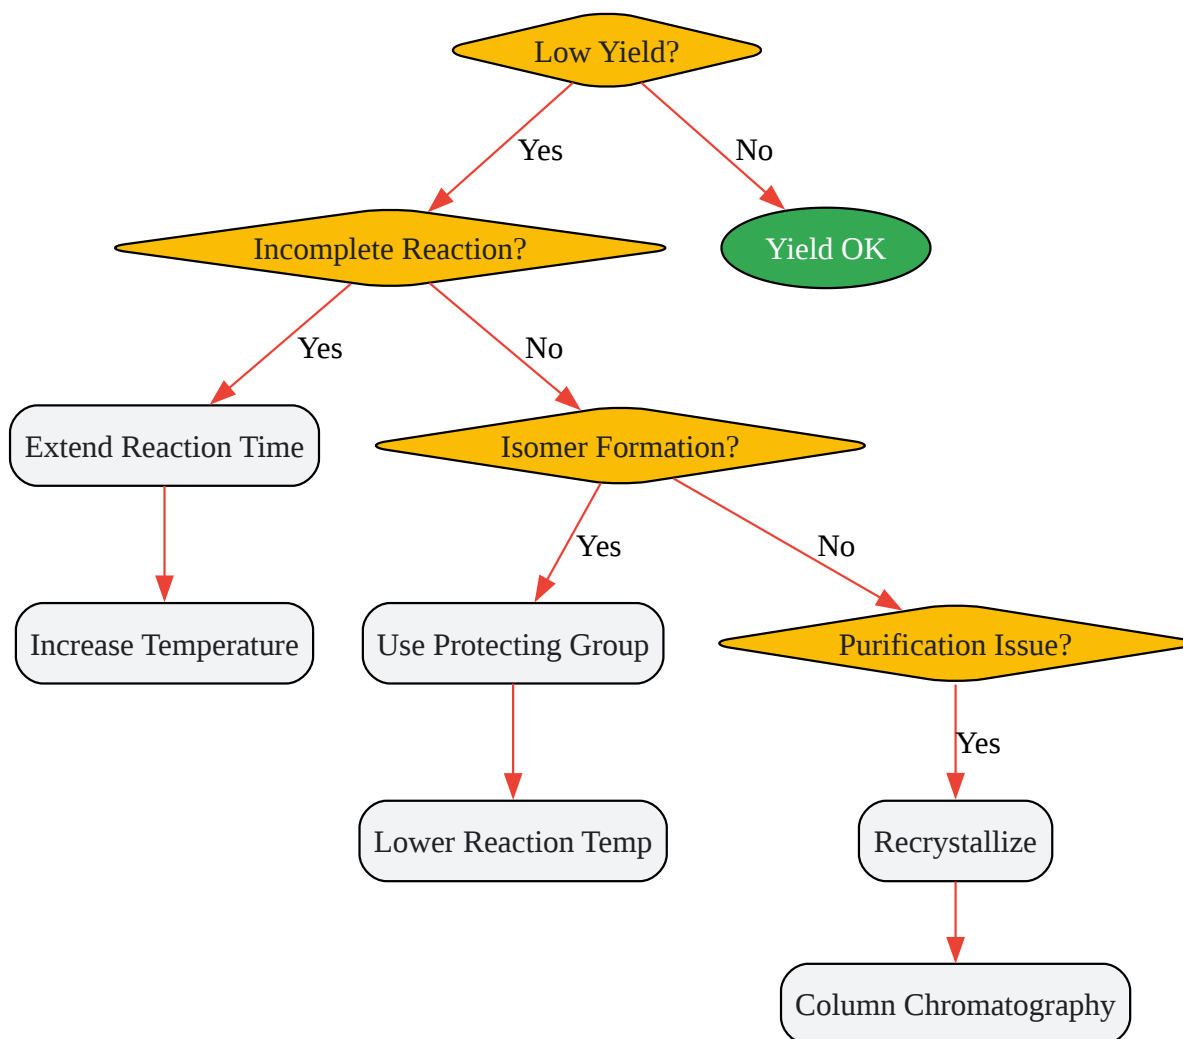 Low Yield?
Yes
No
Incomplete Reaction?
Yield OK
Yes
No
Extend Reaction Time
Isomer Formation?
Yes
No
Increase Temperature
Use Protecting Group
Purification Issue?
Yes
Lower Reaction Temp
Recrystallize
Column Chromatography